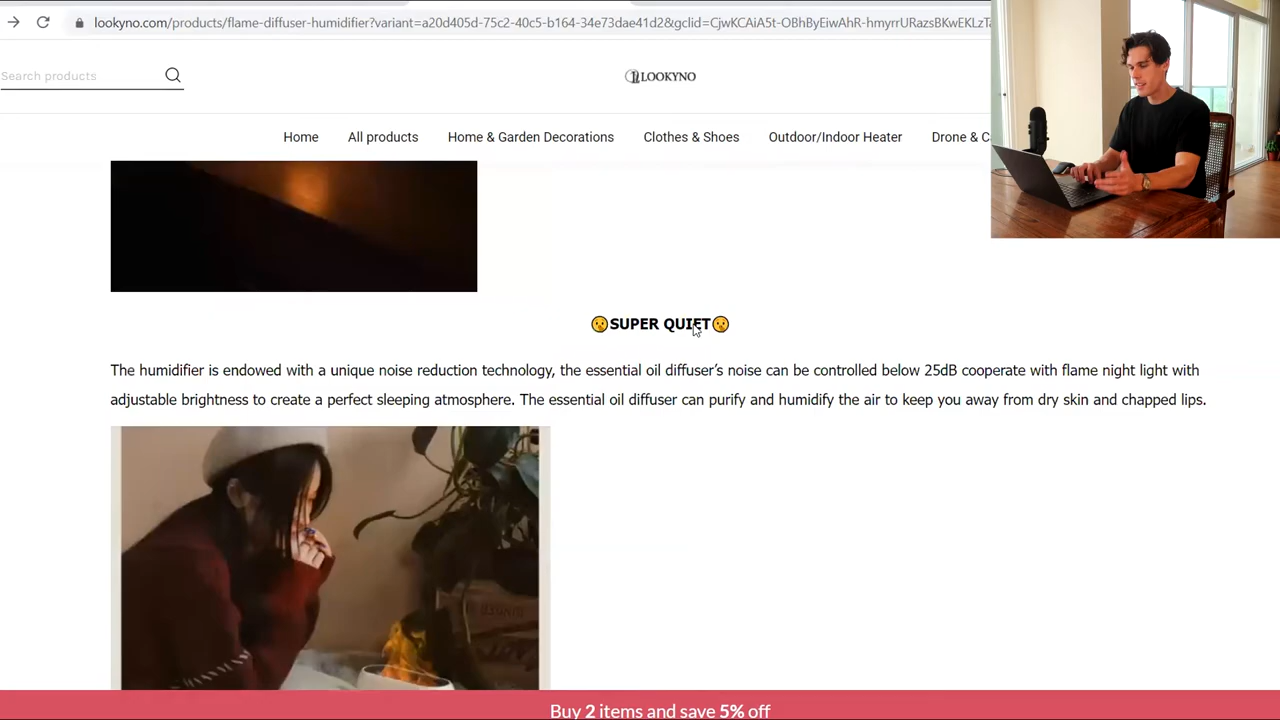 lookyno.com/products/flame-diffuser-humidifier?variant=a20d405d-75c2-40c5-b164-34e73dae41d2&gclid=CjwKCAiA5t-OBhByEiwAhR-hmyrrURazsBKwEKLzTa
Search products
LOOKYNO
Home All products Home & Garden Decorations Clothes & Shoes Outdoor/Indoor Heater Drone & C
🤫SUPER QUIET🤫
The humidifier is endowed with a unique noise reduction technology, the essential oil diffuser’s noise can be controlled below 25dB cooperate with flame night light with
adjustable brightness to create a perfect sleeping atmosphere. The essential oil diffuser can purify and humidify the air to keep you away from dry skin and chapped lips.
Buy 2 items and save 5% off